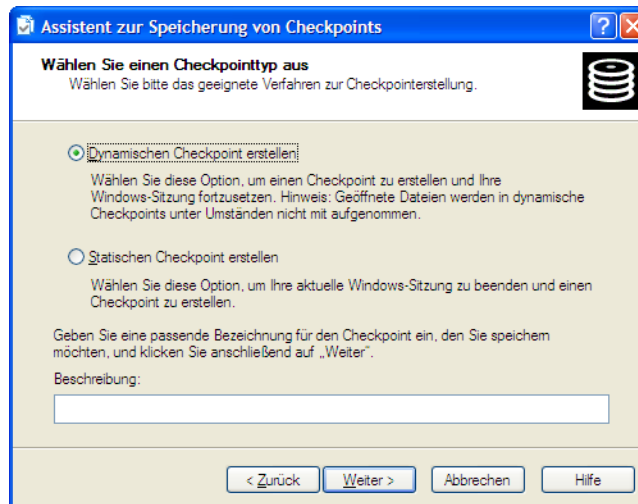 Assistent zur Speicherung von Checkpoints
Wählen Sie einen Checkpointtyp aus
Wählen Sie bitte das geeignete Verfahren zur Checkpointerstellung.
Dynamischen Checkpoint erstellen
Wählen Sie diese Option, um einen Checkpoint zu erstellen und Ihre
Windows-Sitzung fortzusetzen. Hinweis: Geöffnete Dateien werden in dynamische
Checkpoints unter Umständen nicht mit aufgenommen.
Statischen Checkpoint erstellen
Wählen Sie diese Option, um Ihre aktuelle Windows-Sitzung zu beenden und einen
Checkpoint zu erstellen.
Geben Sie eine passende Bezeichnung für den Checkpoint ein, den Sie speichern
möchten, und klicken Sie anschließend auf „Weiter”.
Beschreibung:
< Zurück Weiter > Abbrechen Hilfe